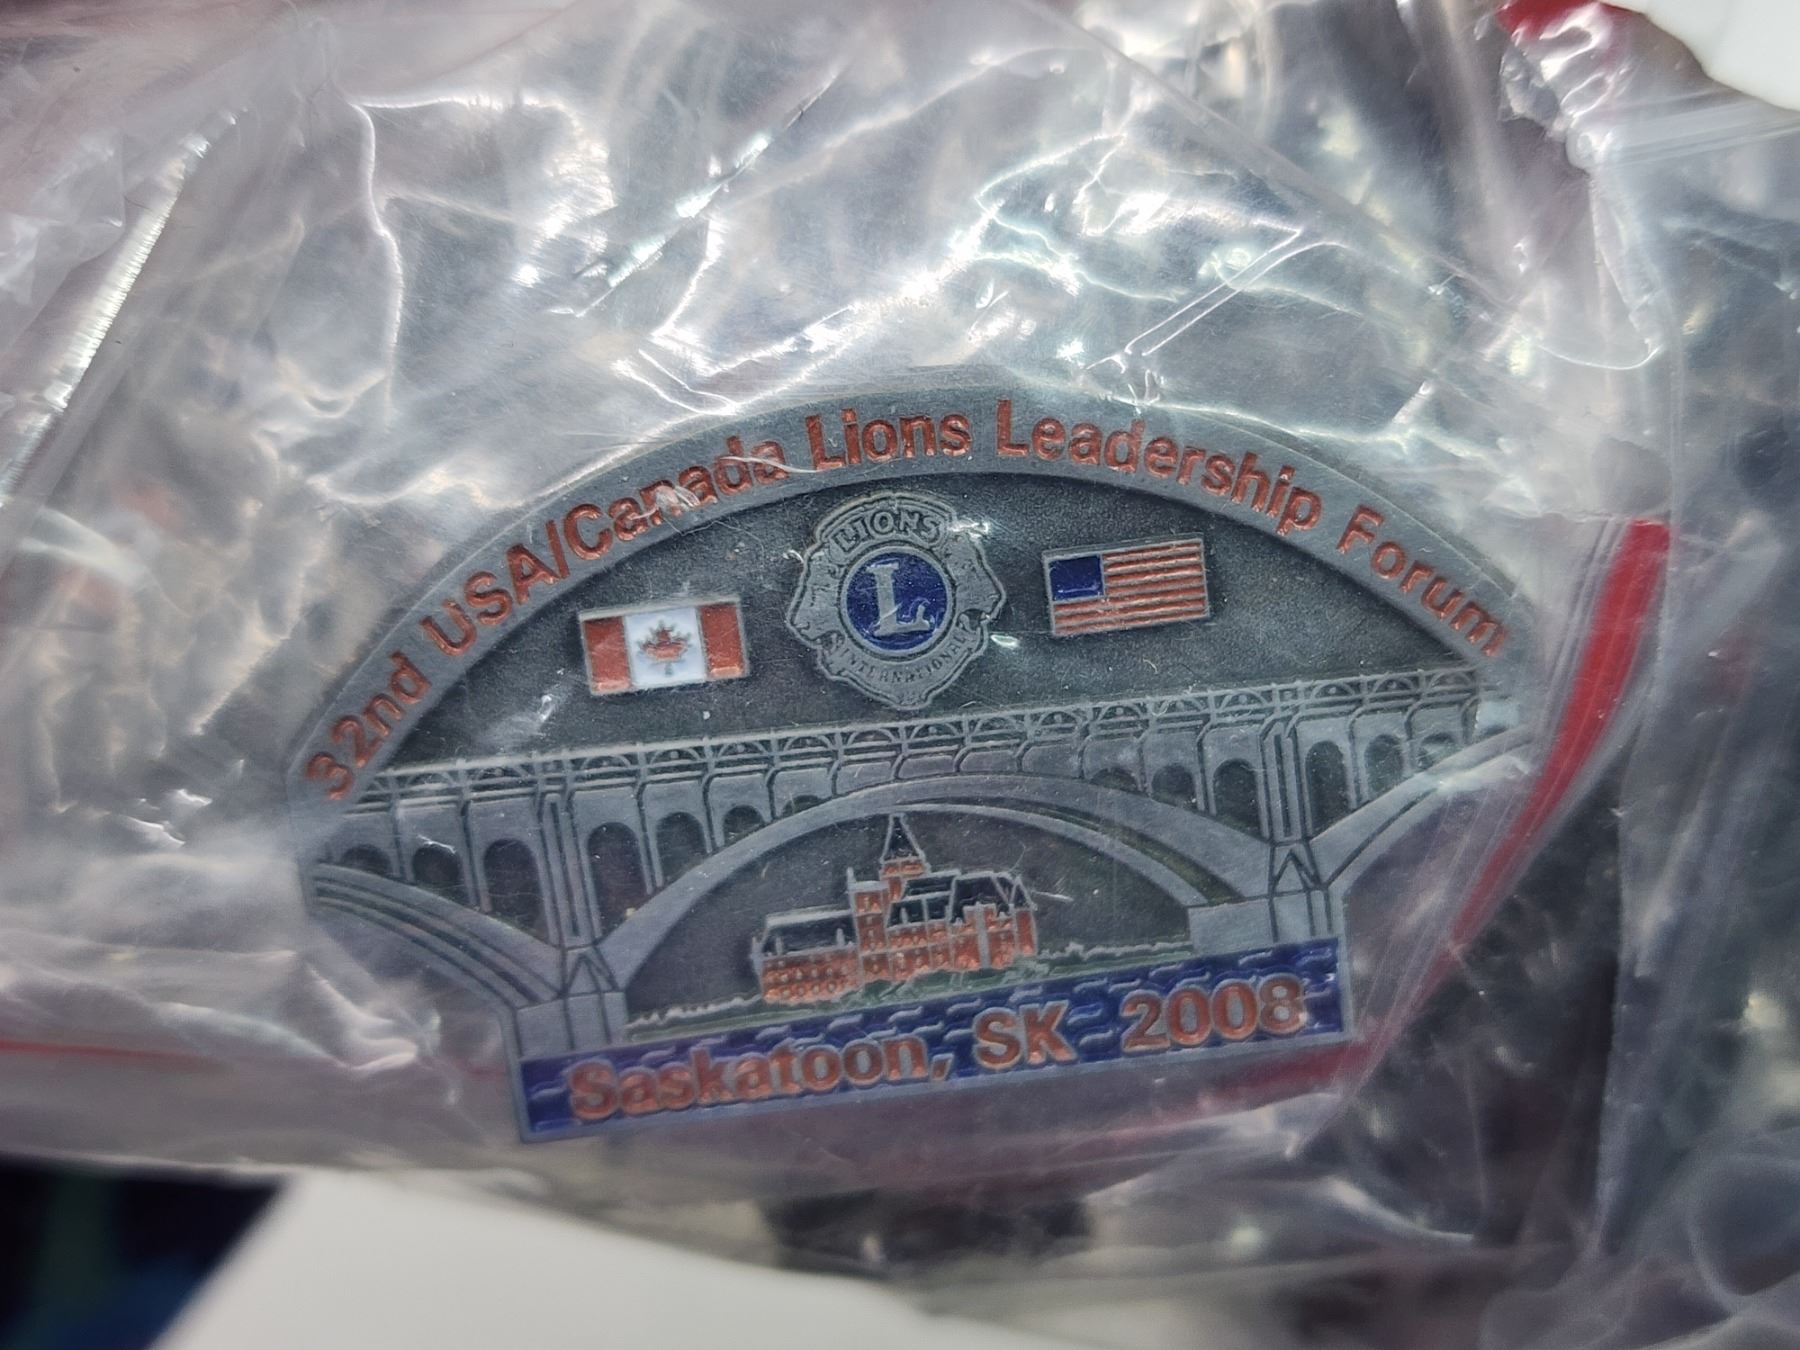 32nd USA/Canada Lions Leadership Forum
LIONS
L
INTERNATIONAL
Saskatoon, SK 2008